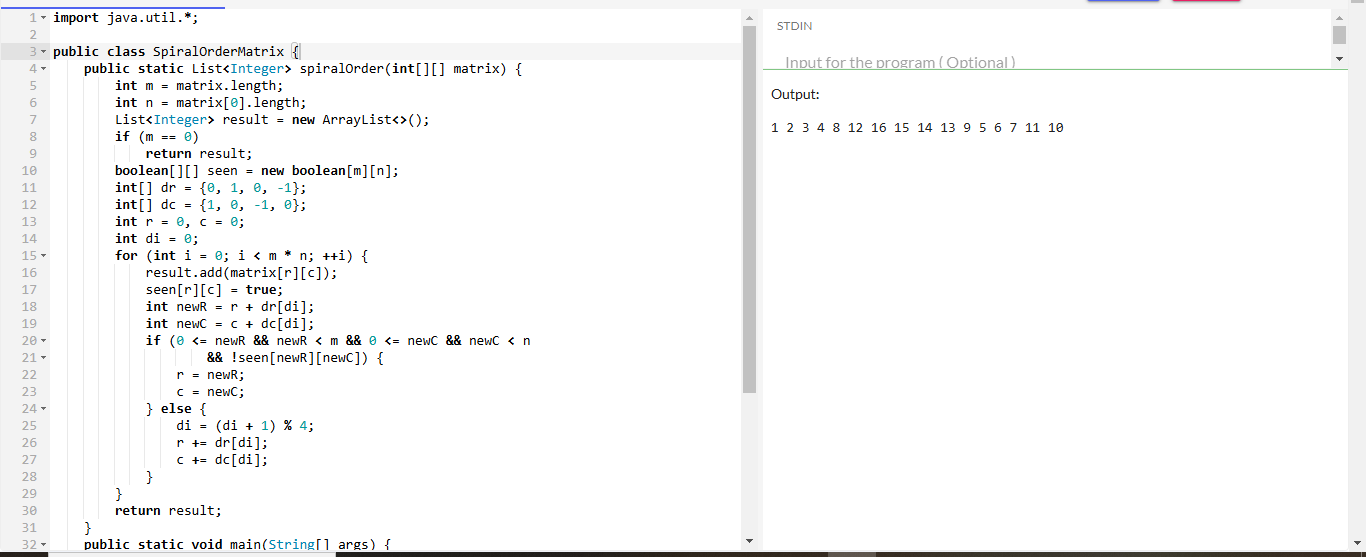 1 import java.util.*;
2
3 public class SpiralOrderMatrix {
4     public static List<Integer> spiralOrder(int[][] matrix) {
5         int m = matrix.length;
6         int n = matrix[0].length;
7         List<Integer> result = new ArrayList<>();
8         if (m == 0)
9             return result;
10         boolean[][] seen = new boolean[m][n];
11         int[] dr = {0, 1, 0, -1};
12         int[] dc = {1, 0, -1, 0};
13         int r = 0, c = 0;
14         int di = 0;
15         for (int i = 0; i < m * n; ++i) {
16             result.add(matrix[r][c]);
17             seen[r][c] = true;
18             int newR = r + dr[di];
19             int newC = c + dc[di];
20             if (0 <= newR && newR < m && 0 <= newC && newC < n
21                     && !seen[newR][newC]) {
22                 r = newR;
23                 c = newC;
24             } else {
25                 di = (di + 1) % 4;
26                 r += dr[di];
27                 c += dc[di];
28             }
29         }
30         return result;
31     }
32     public static void main(String[] args) {
STDIN
Input for the program ( Optional )
Output:
1 2 3 4 8 12 16 15 14 13 9 5 6 7 11 10